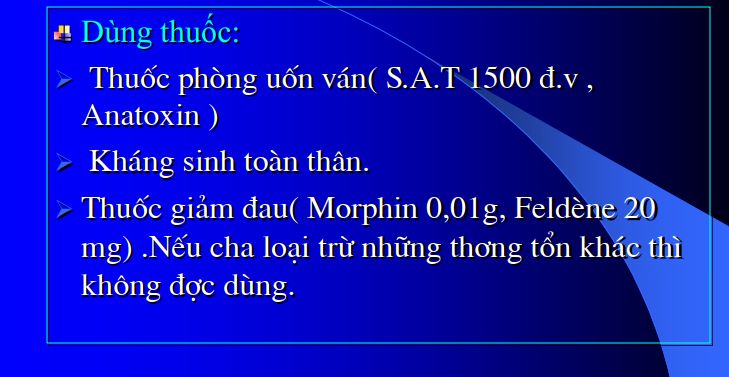 Dùng thuốc:
Thuốc phòng uốn ván( S.A.T 1500 đ.v ,
Anatoxin )
Kháng sinh toàn thân.
Thuốc giảm đau( Morphin 0,01g, Feldène 20
mg) .Nếu cha loại trừ những thơng tổn khác thì
không đợc dùng.